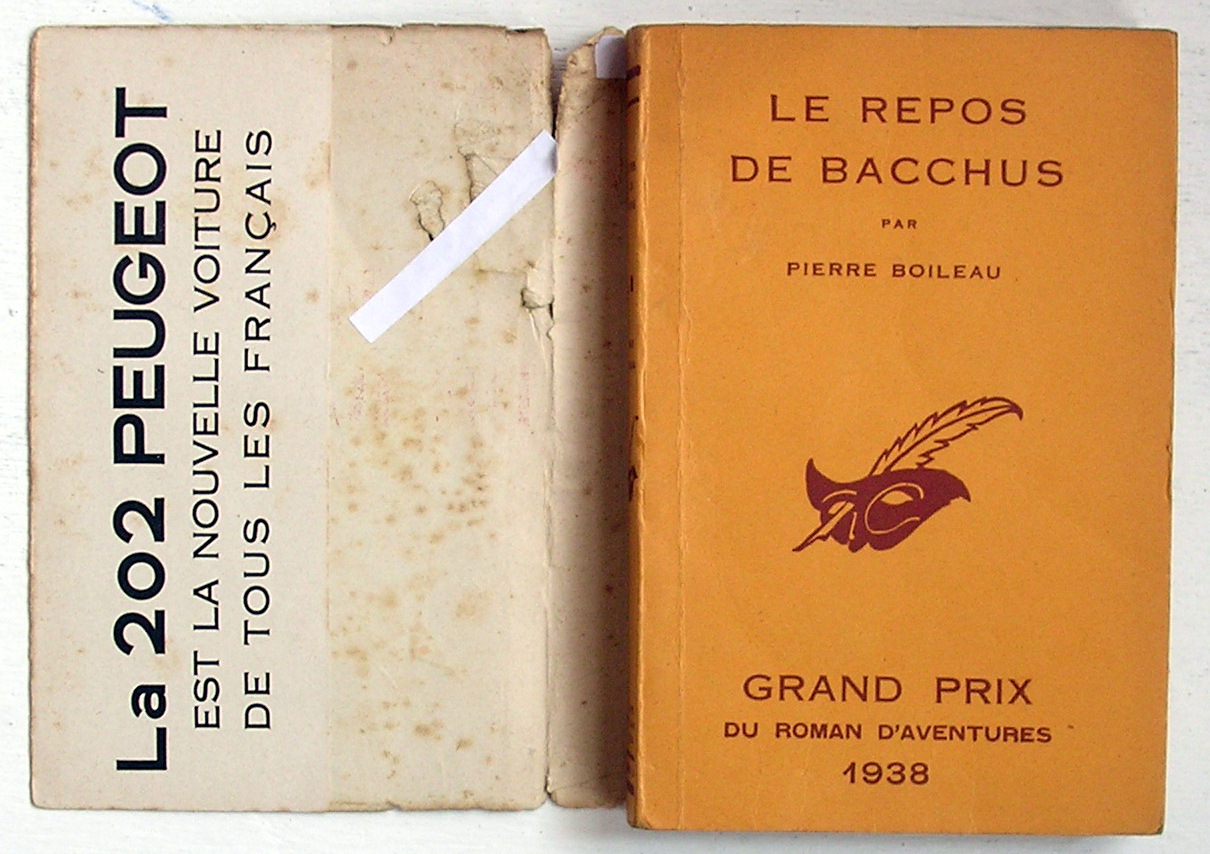 La 202 PEUGEOT
EST LA NOUVELLE VOITURE
DE TOUS LES FRANÇAIS
LE REPOS
DE BACCHUS
PAR
PIERRE BOILEAU
GRAND PRIX
DU ROMAN D'AVENTURES
1938